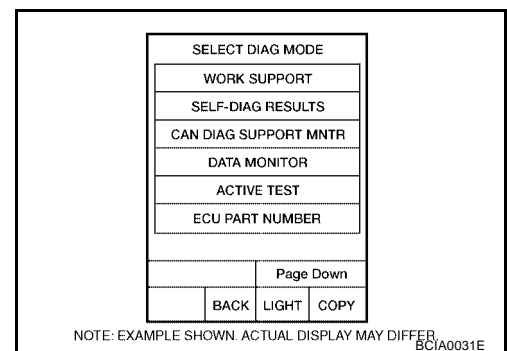 SELECT DIAG MODE
WORK SUPPORT
SELF-DIAG RESULTS
CAN DIAG SUPPORT MNTR
DATA MONITOR
ACTIVE TEST
ECU PART NUMBER
Page Down
BACK LIGHT COPY
NOTE: EXAMPLE SHOWN. ACTUAL DISPLAY MAY DIFFER.
BCIA0031E